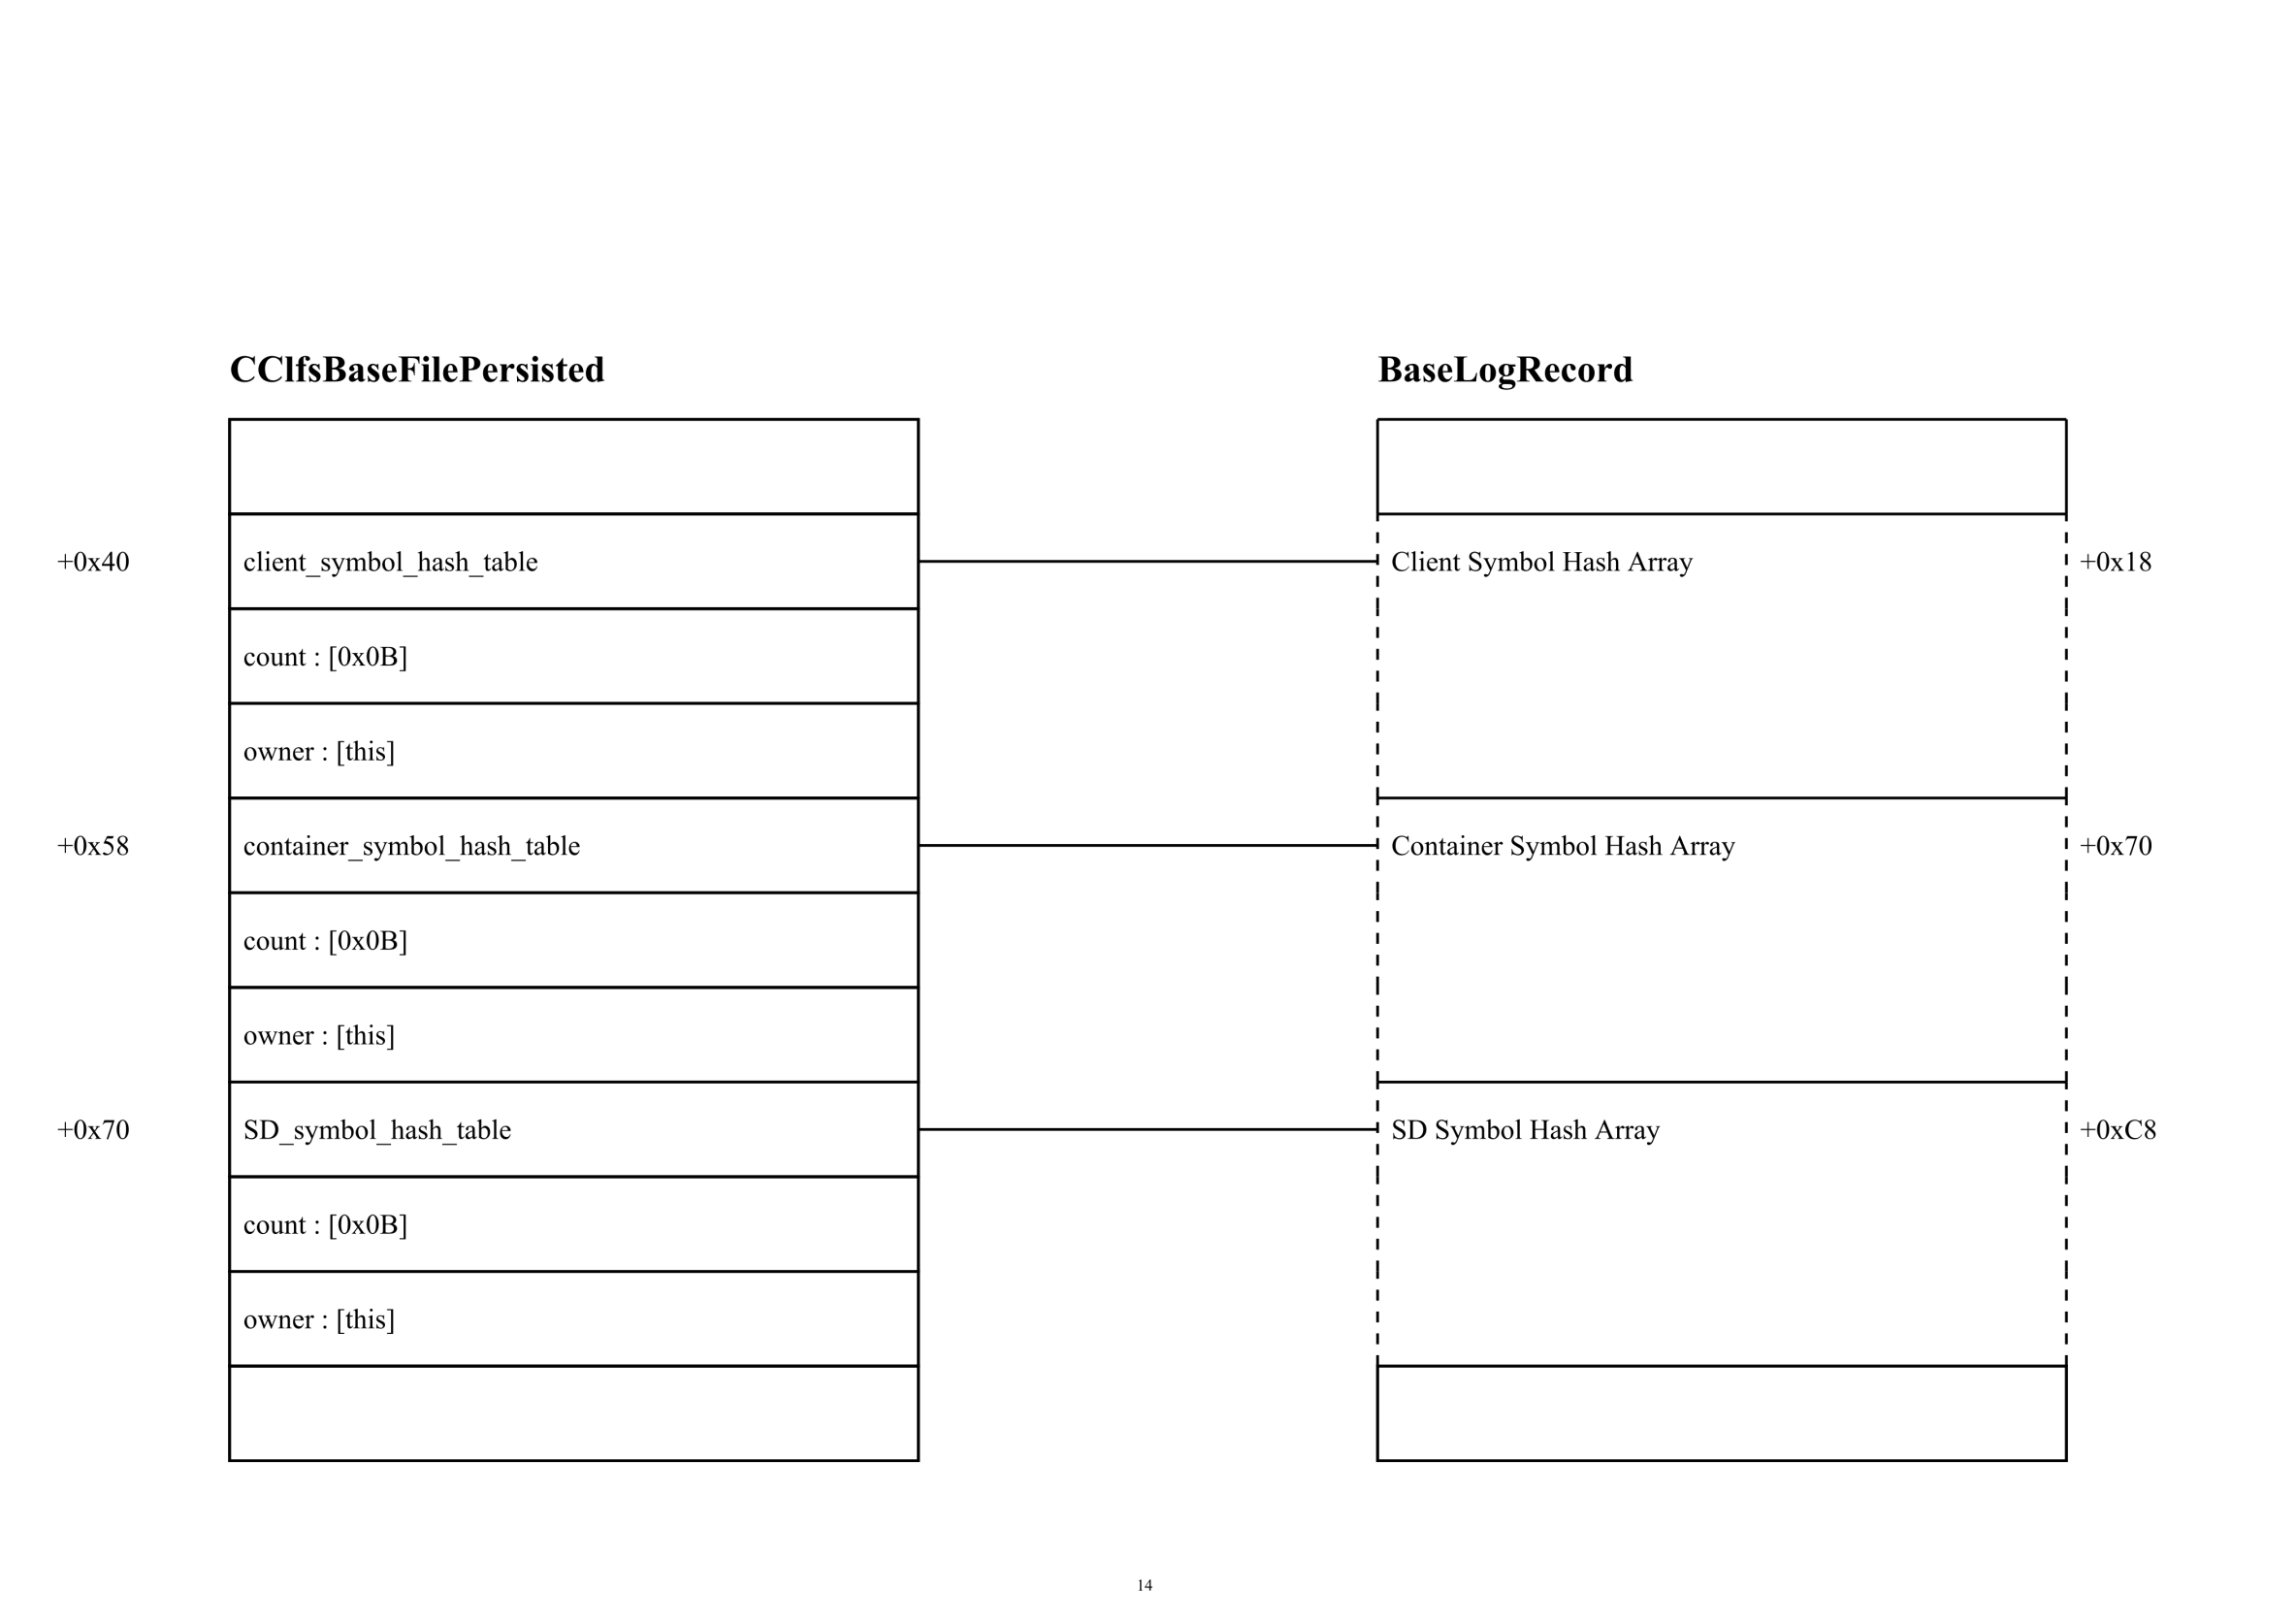 CClfsBaseFilePersisted
BaseLogRecord
+0x40
client_symbol_hash_table
Client Symbol Hash Array
+0x18
count : [0x0B]
owner : [this]
+0x58
container_symbol_hash_table
Container Symbol Hash Array
+0x70
count : [0x0B]
owner : [this]
+0x70
SD_symbol_hash_table
SD Symbol Hash Array
+0xC8
count : [0x0B]
owner : [this]
14